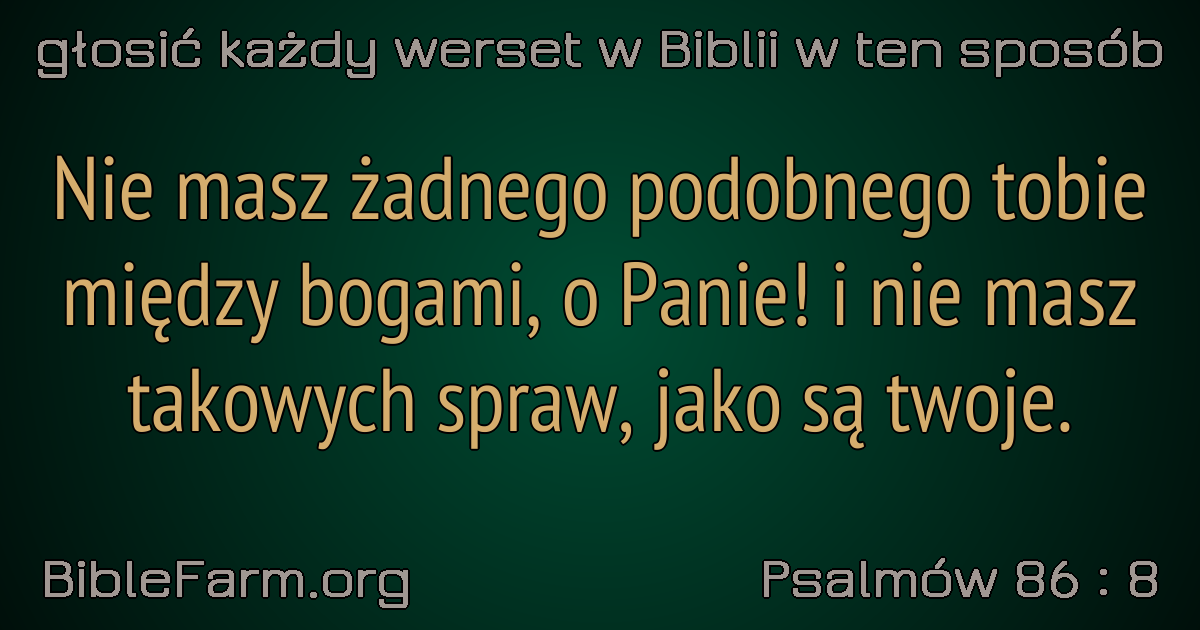 głosić każdy werset w Biblii w ten sposób
Nie masz żadnego podobnego tobie
między bogami, o Panie! i nie masz
takowych spraw, jako są twoje.
BibleFarm.org
Psalmów 86 : 8